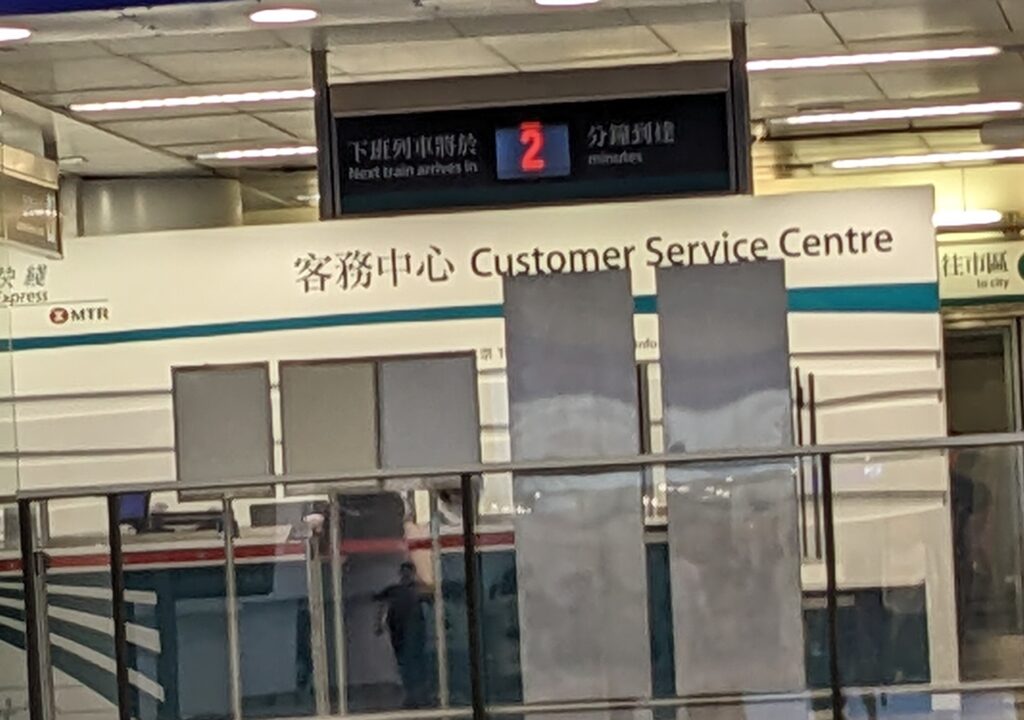 下班列車將於
Next train arrives in
2
分鐘到達
minutes
客務中心 Customer Service Centre
綫
Express
MTR
往市區
to city